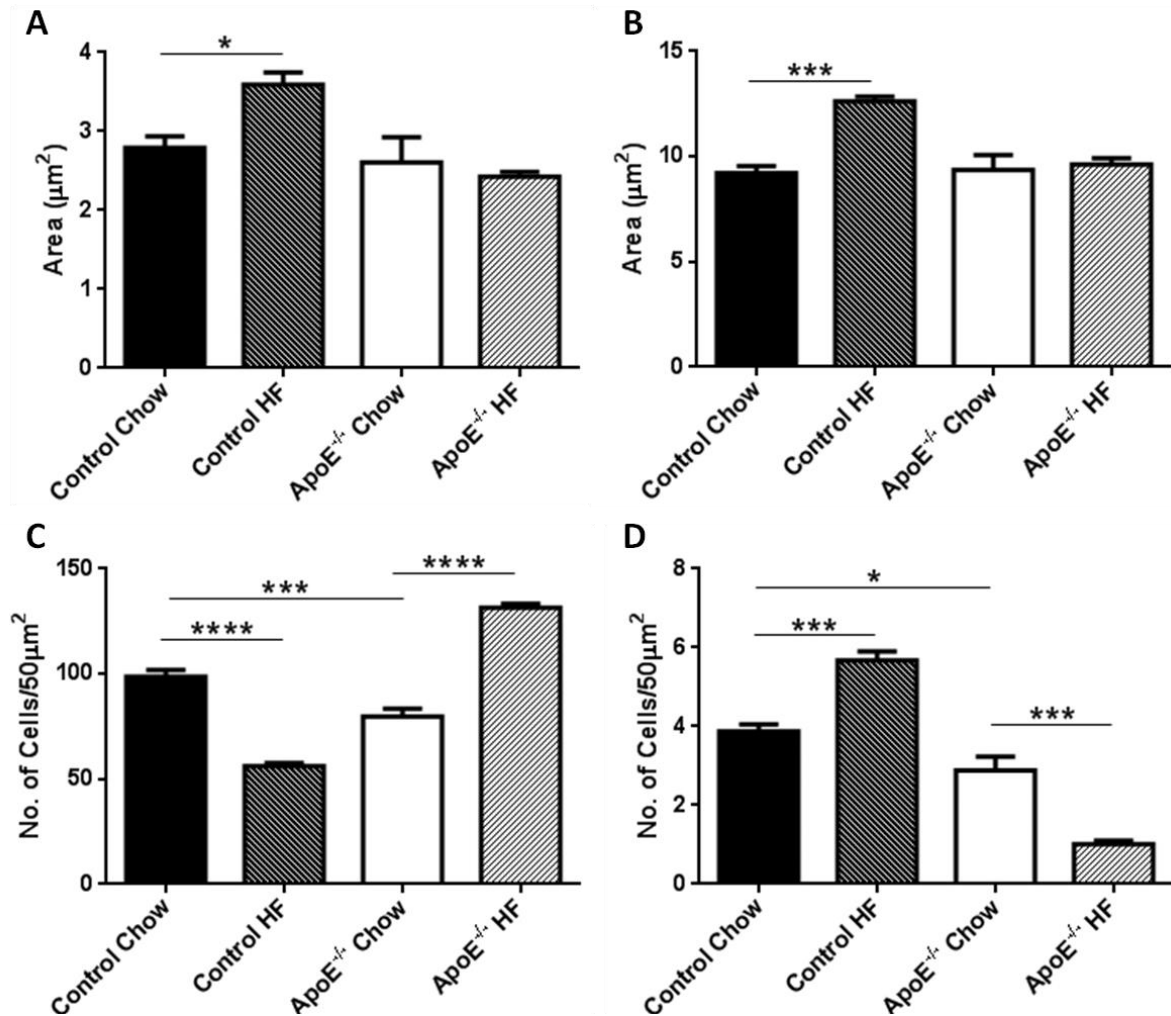 A
Area (µm²)
4
3
2
1
0
*
Control Chow
Control HF
ApoE⁻/⁻ Chow
ApoE⁻/⁻ HF
B
Area (µm²)
15
10
5
0
***
Control Chow
Control HF
ApoE⁻/⁻ Chow
ApoE⁻/⁻ HF
C
No. of Cells/50µm²
150
100
50
0
****
***
****
Control Chow
Control HF
ApoE⁻/⁻ Chow
ApoE⁻/⁻ HF
D
No. of Cells/50µm²
8
6
4
2
0
*
***
***
Control Chow
Control HF
ApoE⁻/⁻ Chow
ApoE⁻/⁻ HF